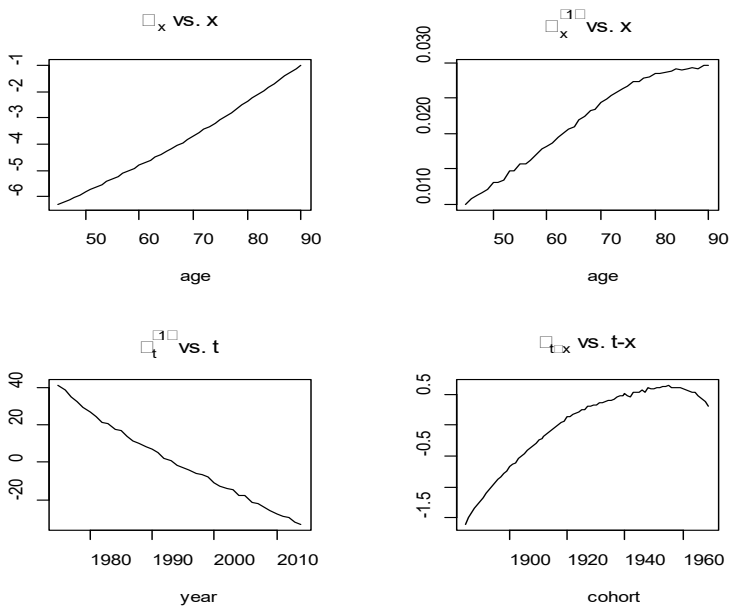 □x vs. x
-1
-2
-3
-4
-5
-6
50 60 70 80 90
age
□x□1□ vs. x
0.030
0.020
0.010
50 60 70 80 90
age
□t□1□ vs. t
40
20
0
-20
1980 1990 2000 2010
year
□t□x vs. t-x
0.5
-0.5
-1.5
1900 1920 1940 1960
cohort